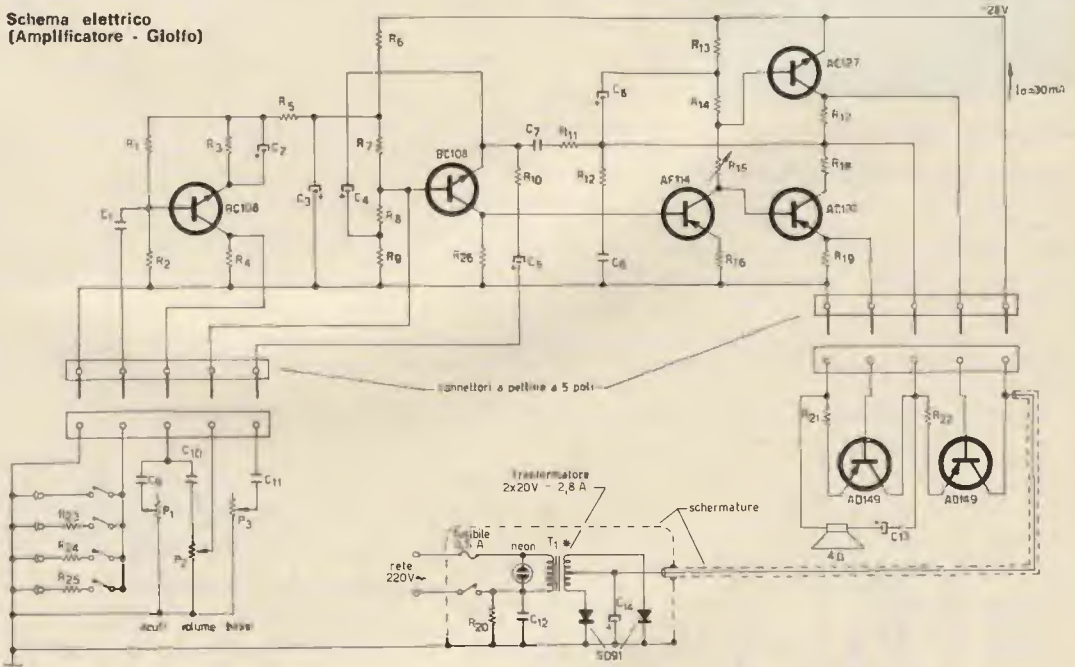 Schema elettrico
(Amplificatore - Giolfo)
-28V
R6
R13
AC127
Io=30mA
R5
C8
R14
R1
R3
C2
R7
BC108
C7
R11
R12
R15
R18
C3
C4
R10
AF114
C1
BC108
R8
R2
R4
R9
R26
C5
C6
R16
R19
connettori a pettine a 5 poli
R21
R22
C10
C9
C11
Trasformatore
2x20V - 2,8 A
AD149
AD149
P1
P3
schermature
R23
fusibile
A
neon
T1 *
C13
4Ω
R24
P2
rete
220V~
R25
C14
R20
C12
acuti volume bassi
SD91